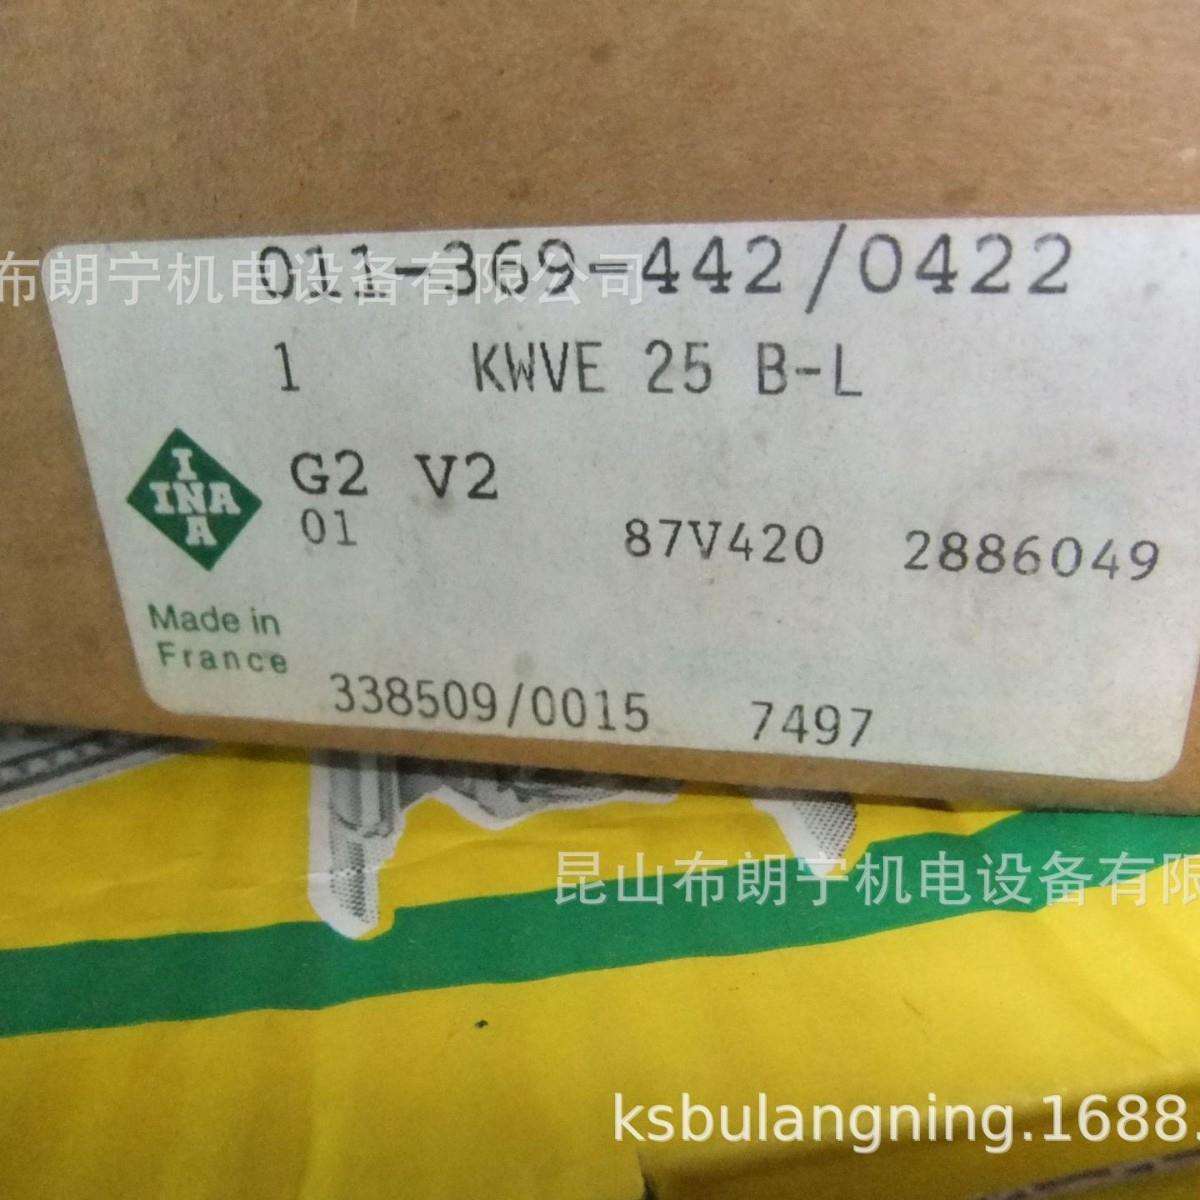 011-369-442/0422
布朗宁机电设备有限公司
1 KWVE 25 B-L
I
INA
A
G2 V2
01 87V420 2886049
Made in
France
338509/0015 7497
昆山布朗宁机电设备有限
ksbulangning.1688.